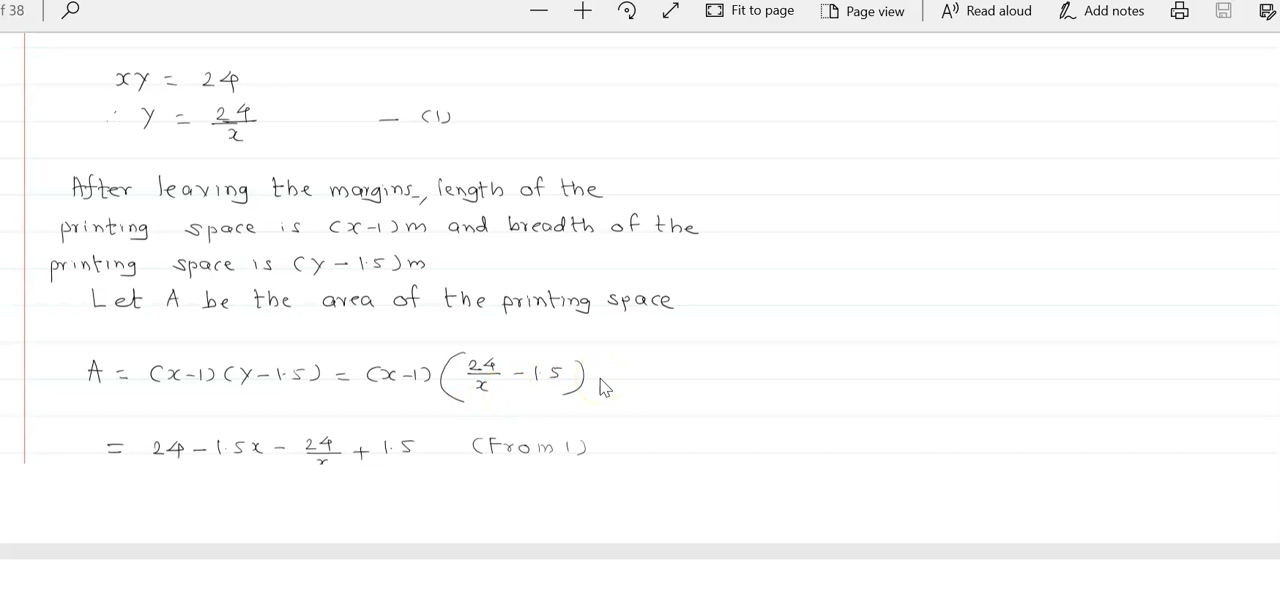 f 38 Fit to page Page view Read aloud Add notes
xy = 24
∴ y = 24/x — (1)
After leaving the margins, length of the
printing space is (x-1)m and breadth of the
printing space is (y-1.5)m
Let A be the area of the printing space
A = (x-1)(y-1.5) = (x-1)(24/x - 1.5)
= 24 - 1.5x - 24/x + 1.5 (From 1)